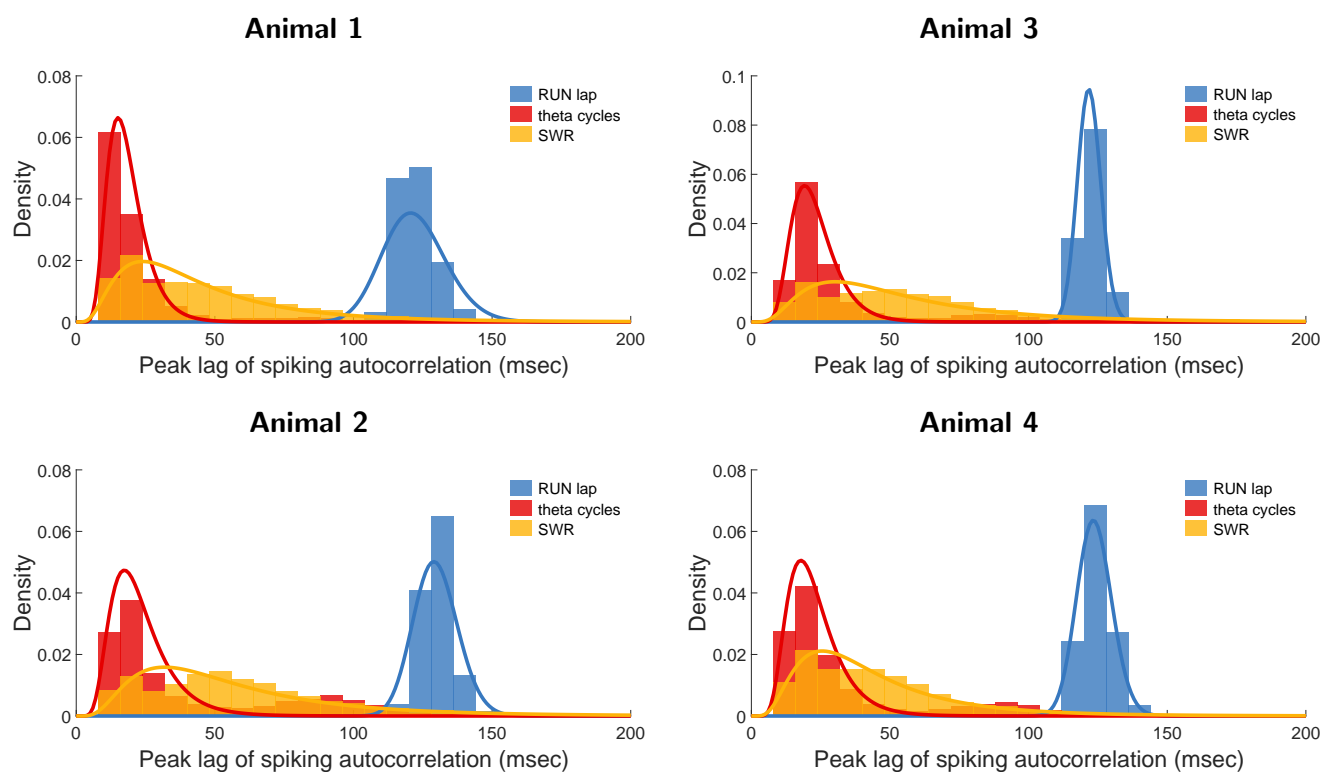 Animal 1
0.08
0.06
0.04
0.02
0
Density
RUN lap
theta cycles
SWR
0 50 100 150 200
Peak lag of spiking autocorrelation (msec)
Animal 3
0.1
0.08
0.06
0.04
0.02
0
Density
RUN lap
theta cycles
SWR
0 50 100 150 200
Peak lag of spiking autocorrelation (msec)
Animal 2
0.08
0.06
0.04
0.02
0
Density
RUN lap
theta cycles
SWR
0 50 100 150 200
Peak lag of spiking autocorrelation (msec)
Animal 4
0.08
0.06
0.04
0.02
0
Density
RUN lap
theta cycles
SWR
0 50 100 150 200
Peak lag of spiking autocorrelation (msec)